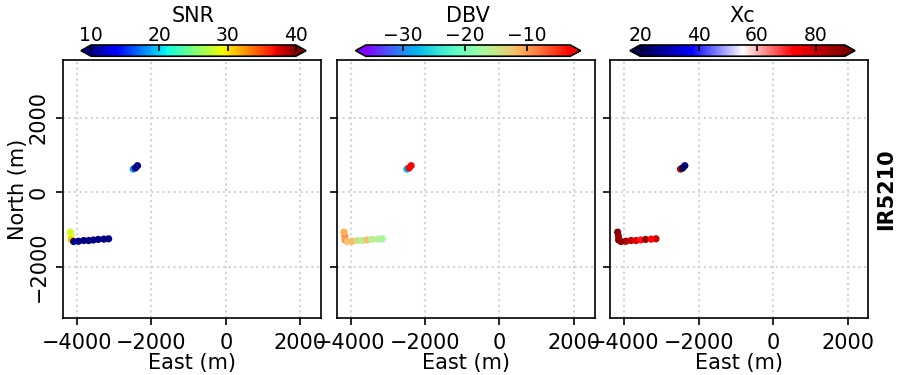 SNR DBV Xc
10 20 30 40 −30 −20 −10 20 40 60 80
2000
0
−2000
North (m)
IR5210
−4000 −2000 0 2000 −4000 −2000 0 2000 −4000 −2000 0 2000
East (m) East (m) East (m)